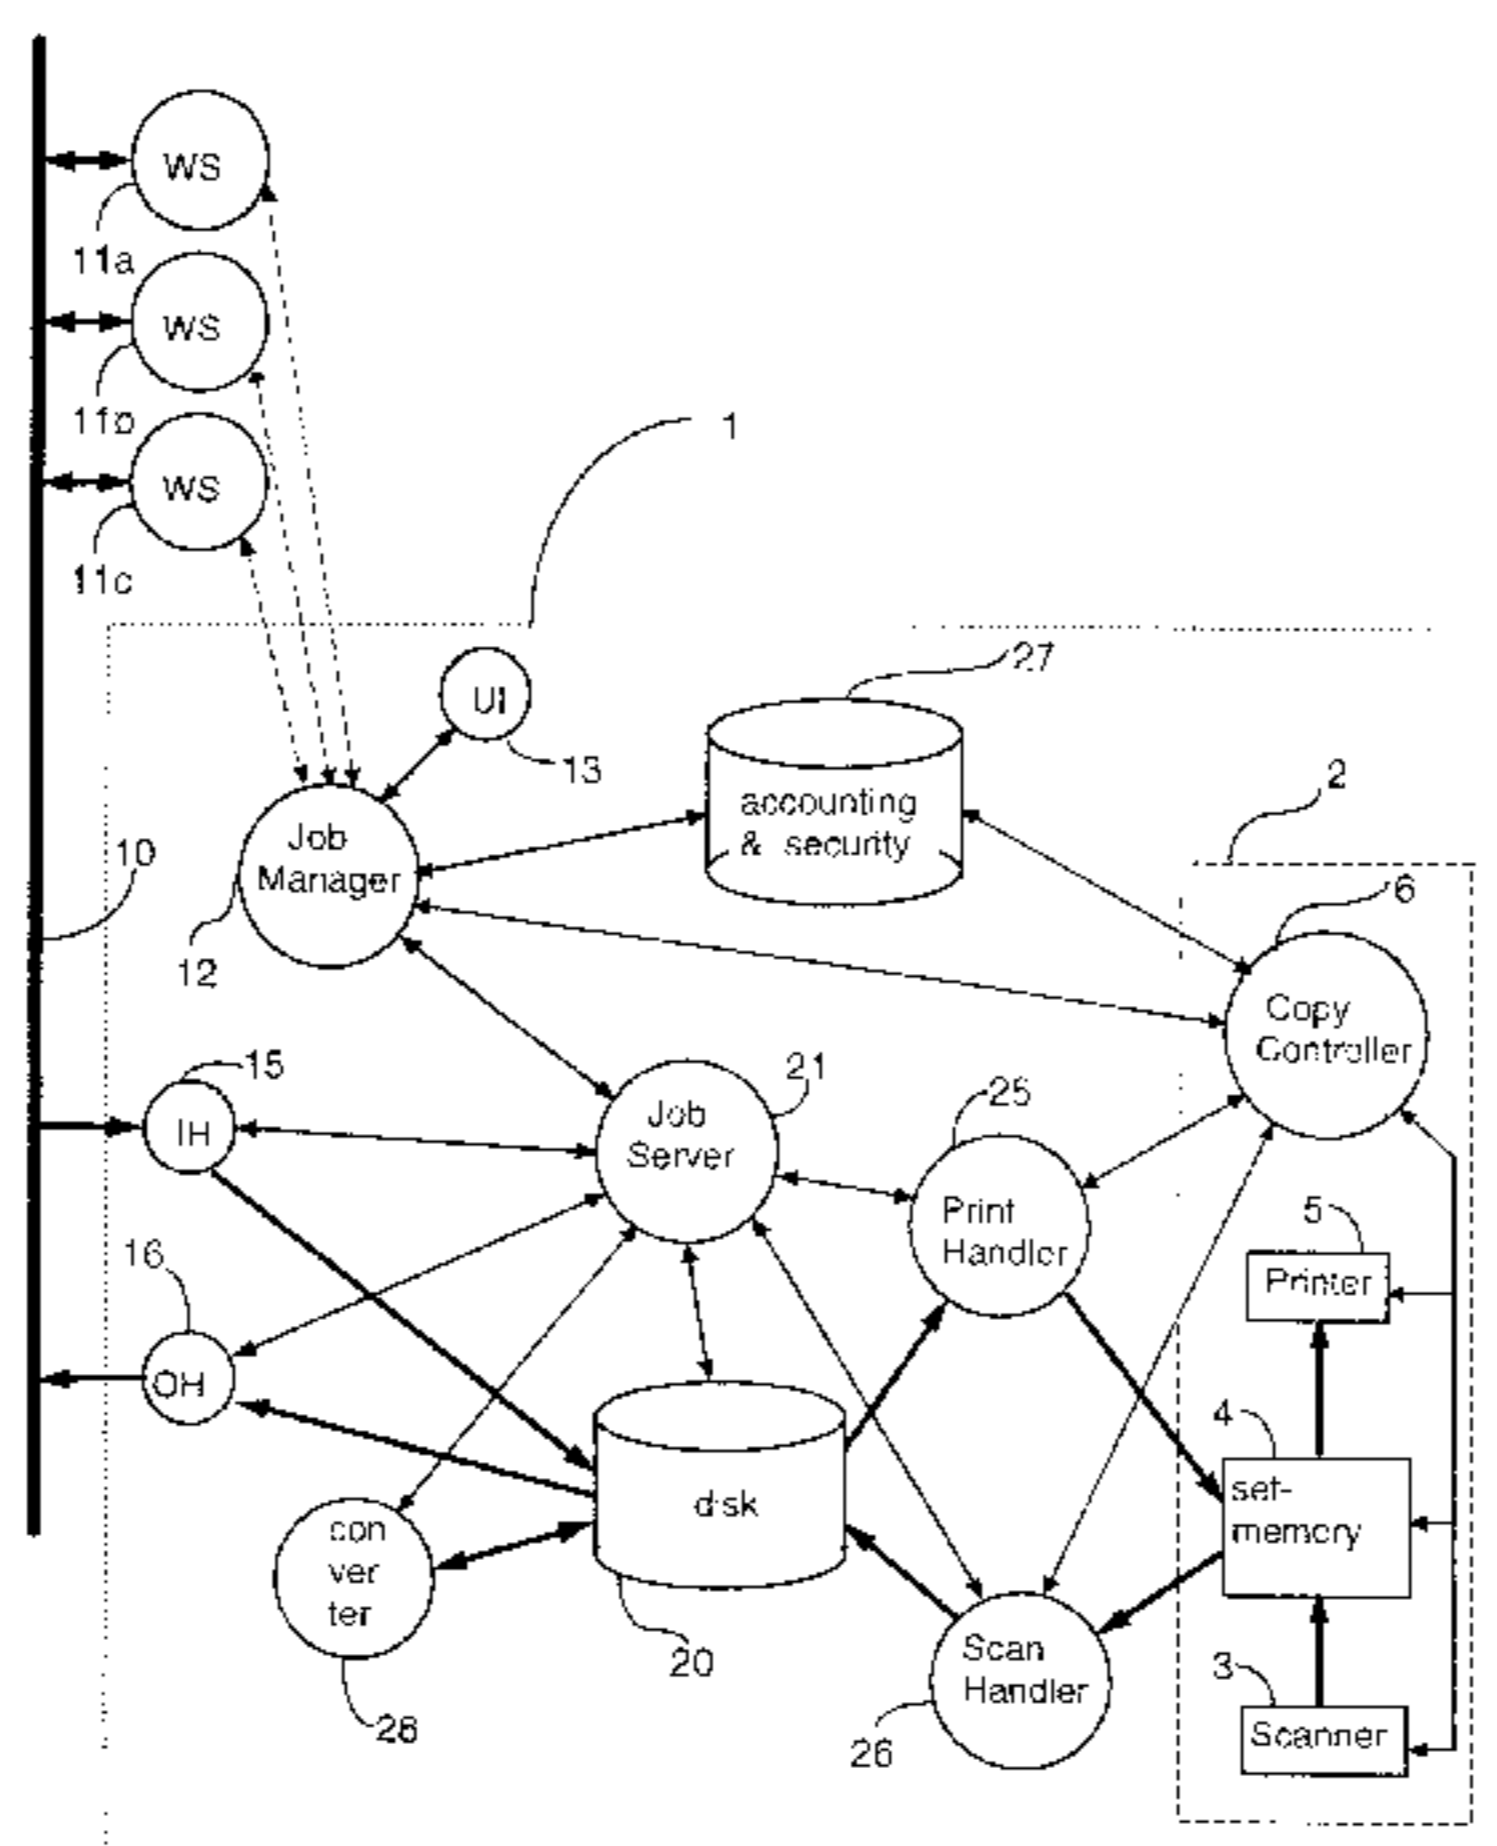 WS
11a
WS
11b
WS
11c
1
UI
13
27
accounting
& security
2
Job
Manager
12
10
6
Copy
Controller
15
IH
21
Job
Server
25
Print
Handler
5
Printer
16
OH
4
set-
memory
disk
20
con
ver
ter
28
Scan
Handler
26
3
Scanner